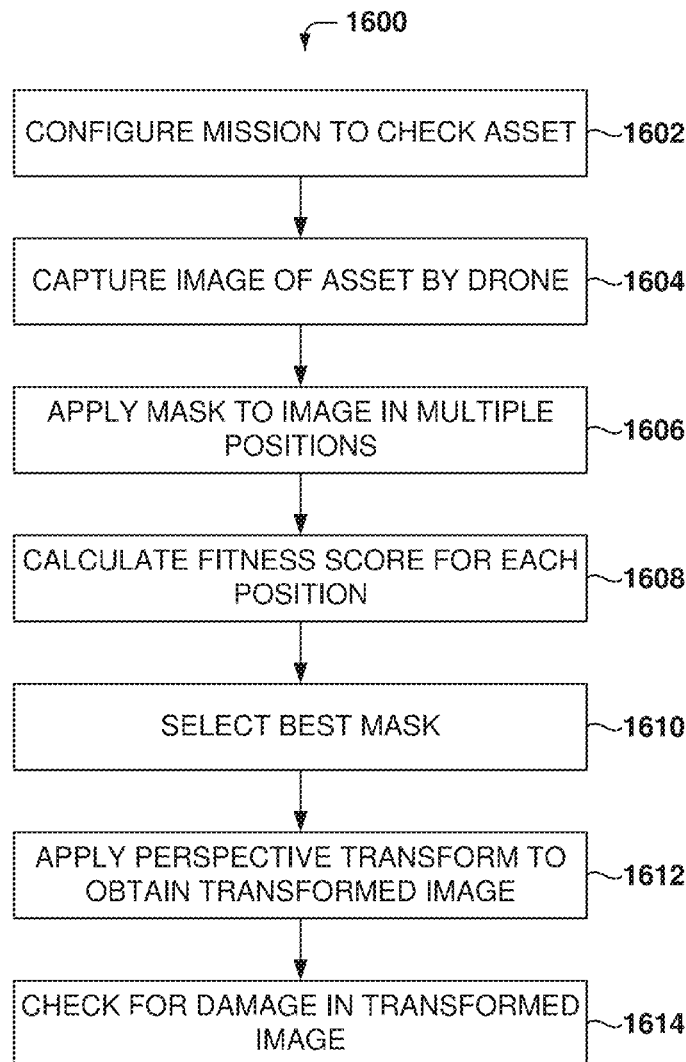 1600
CONFIGURE MISSION TO CHECK ASSET
1602
CAPTURE IMAGE OF ASSET BY DRONE
1604
APPLY MASK TO IMAGE IN MULTIPLE
POSITIONS
1606
CALCULATE FITNESS SCORE FOR EACH
POSITION
1608
SELECT BEST MASK
1610
APPLY PERSPECTIVE TRANSFORM TO
OBTAIN TRANSFORMED IMAGE
1612
CHECK FOR DAMAGE IN TRANSFORMED
IMAGE
1614